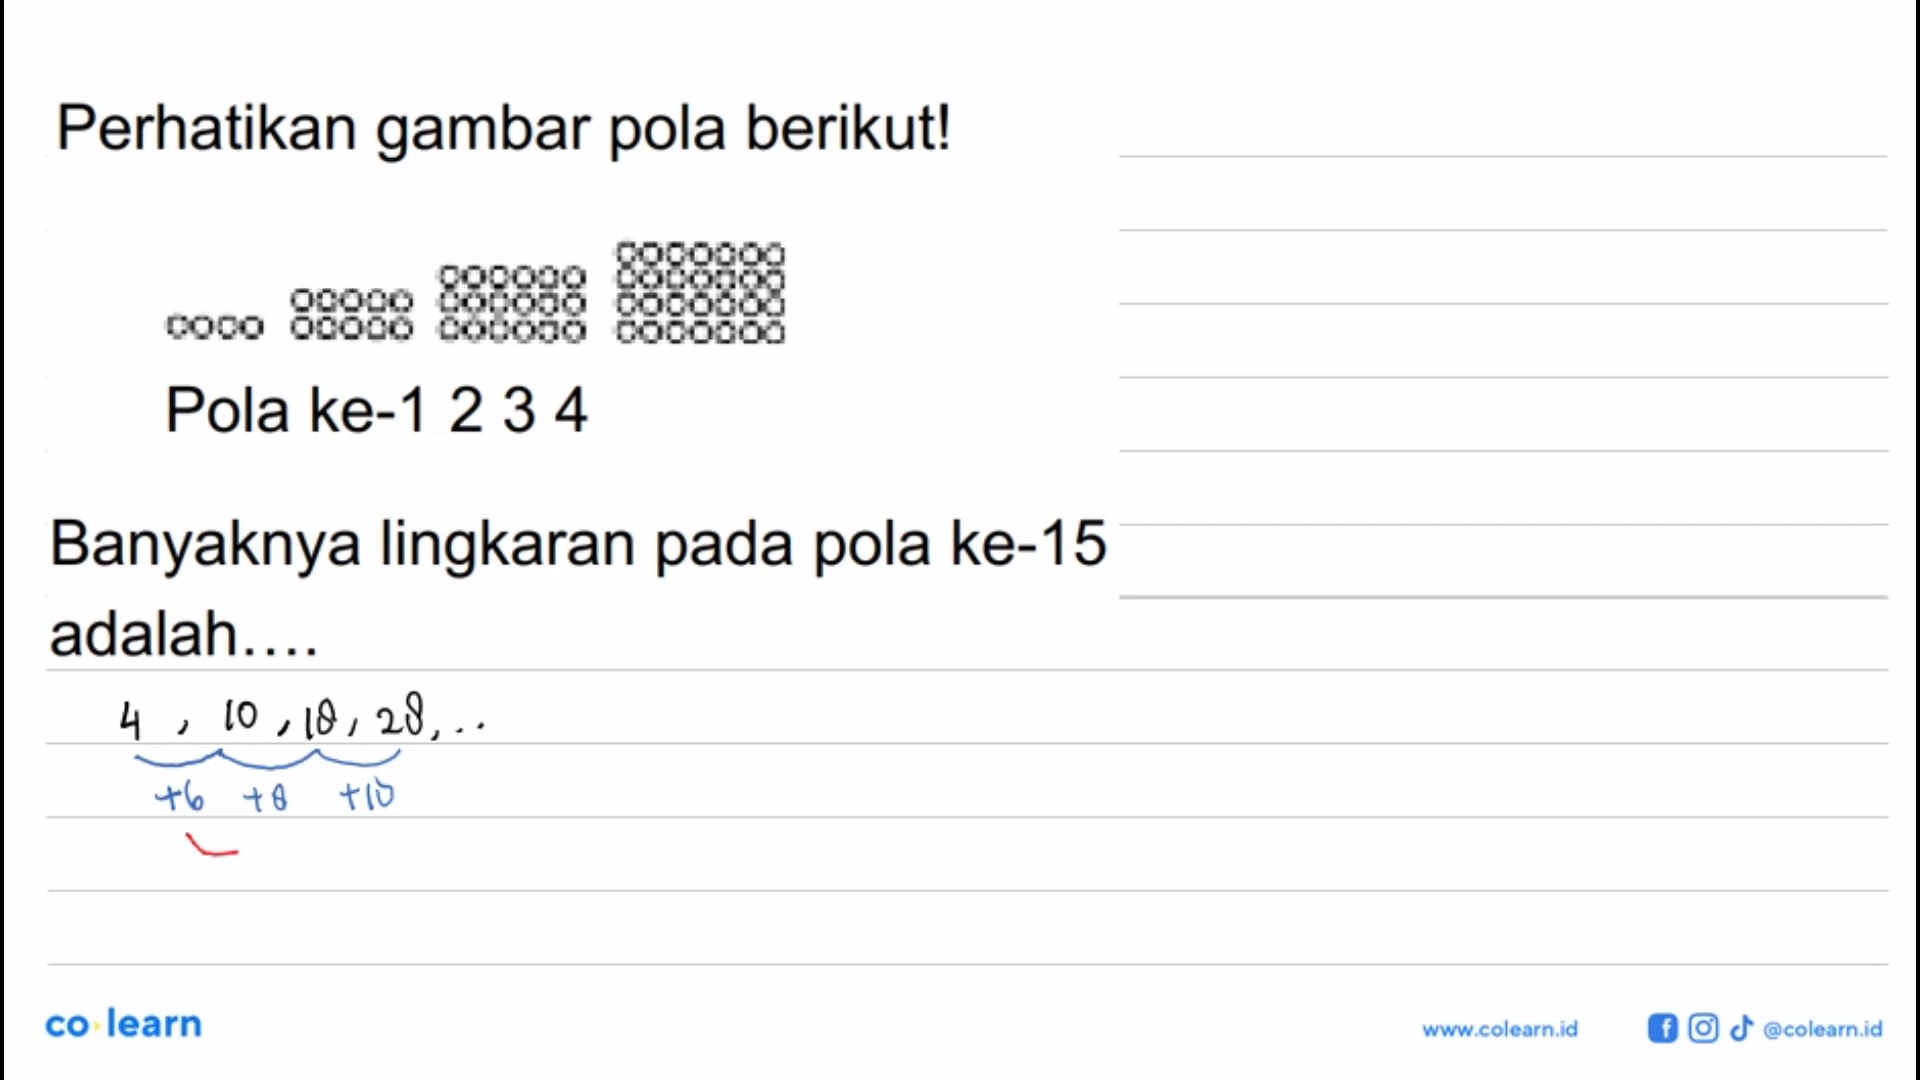 Perhatikan gambar pola berikut!
Pola ke-1 2 3 4
Banyaknya lingkaran pada pola ke-15
adalah....
4 , 10 , 18 , 28 , ..
+6 +8 +10
co learn
www.colearn.id @colearn.id